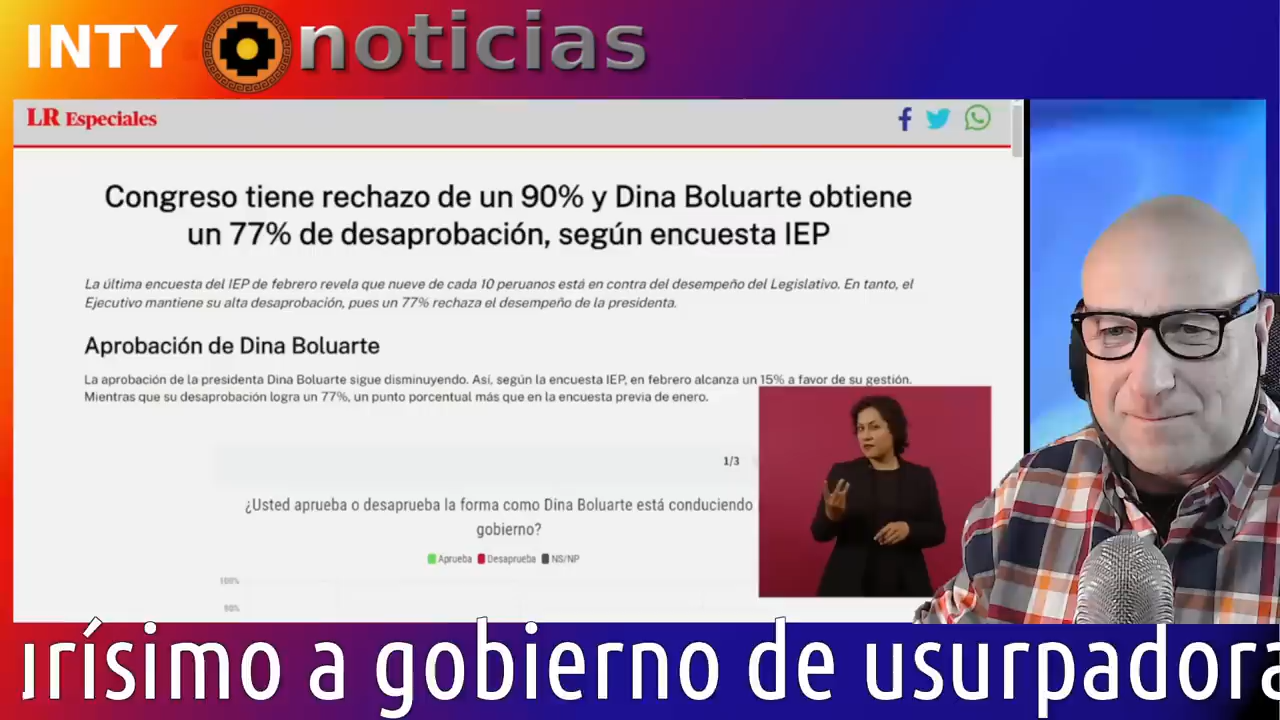 INTY noticias
LR Especiales
Congreso tiene rechazo de un 90% y Dina Boluarte obtiene
un 77% de desaprobación, según encuesta IEP
La última encuesta del IEP de febrero revela que nueve de cada 10 peruanos está en contra del desempeño del Legislativo. En tanto, el
Ejecutivo mantiene su alta desaprobación, pues un 77% rechaza el desempeño de la presidenta.
Aprobación de Dina Boluarte
La aprobación de la presidenta Dina Boluarte sigue disminuyendo. Así, según la encuesta IEP, en febrero alcanza un 15% a favor de su gestión.
Mientras que su desaprobación logra un 77%, un punto porcentual más que en la encuesta previa de enero.
1/3
¿Usted aprueba o desaprueba la forma como Dina Boluarte está conduciendo
gobierno?
Aprueba Desaprueba NS/NP
100%
90%
urísimo a gobierno de usurpadora